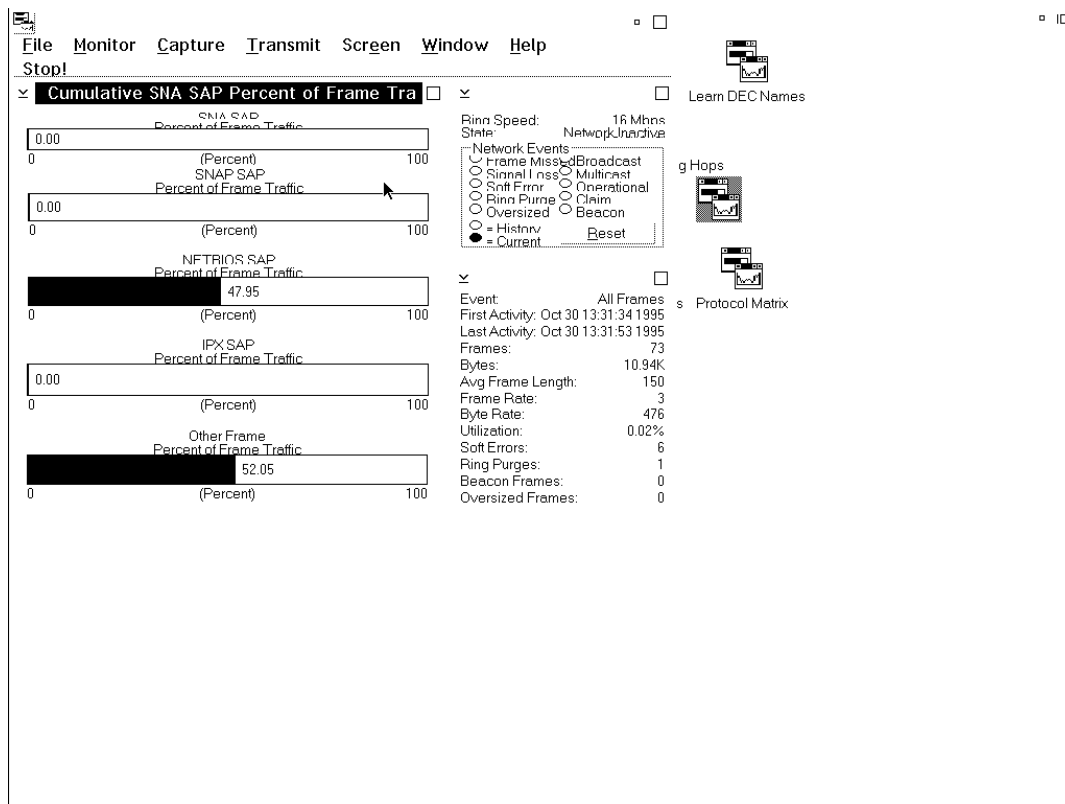 File Monitor Capture Transmit Screen Window Help
Stop!
Cumulative SNA SAP Percent of Frame Tra
SNA SAP
Percent of Frame Traffic
0.00
0 (Percent) 100
SNAP SAP
Percent of Frame Traffic
0.00
0 (Percent) 100
NETBIOS SAP
Percent of Frame Traffic
47.95
0 (Percent) 100
IPX SAP
Percent of Frame Traffic
0.00
0 (Percent) 100
Other Frame
Percent of Frame Traffic
52.05
0 (Percent) 100
Ring Speed: 16 Mbps
State: Network Inactive
Network Events
Frame Missed Broadcast
Signal Loss Multicast
Soft Error Operational
Ring Purge Claim
Oversized Beacon
= History
= Current
Reset
Event: All Frames
First Activity: Oct 30 13:31:34 1995
Last Activity: Oct 30 13:31:53 1995
Frames: 73
Bytes: 10.94K
Avg Frame Length: 150
Frame Rate: 3
Byte Rate: 476
Utilization: 0.02%
Soft Errors: 6
Ring Purges: 1
Beacon Frames: 0
Oversized Frames: 0
Learn DEC Names
g Hops
s Protocol Matrix